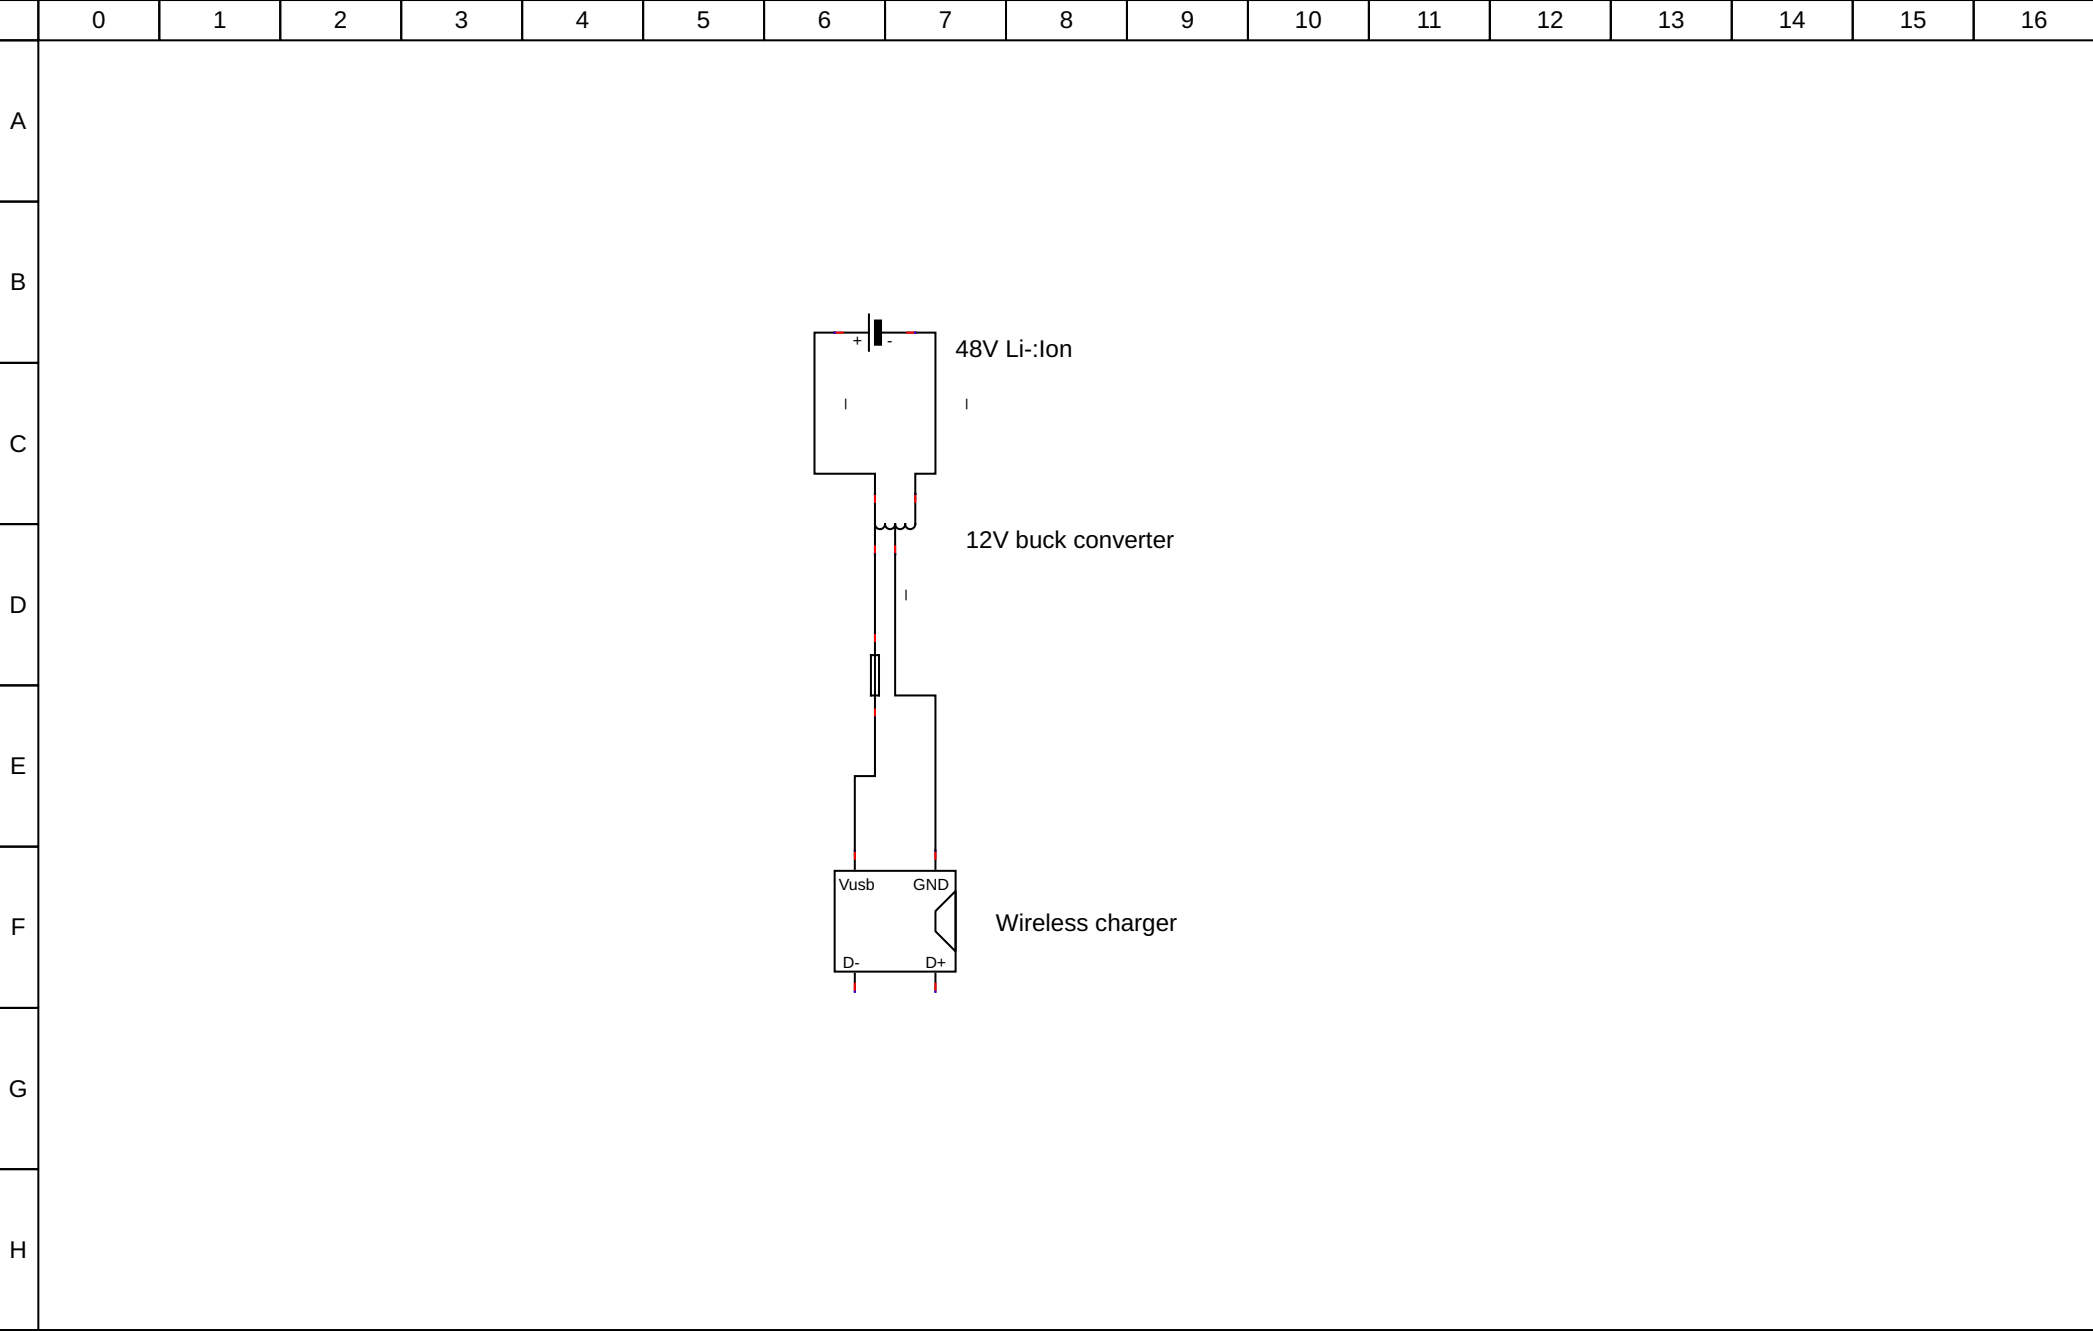 0 1 2 3 4 5 6 7 8 9 10 11 12 13 14 15 16
A
B
+ -
48V Li-:Ion
C
12V buck converter
D
E
Vusb GND
F
Wireless charger
D- D+
G
H